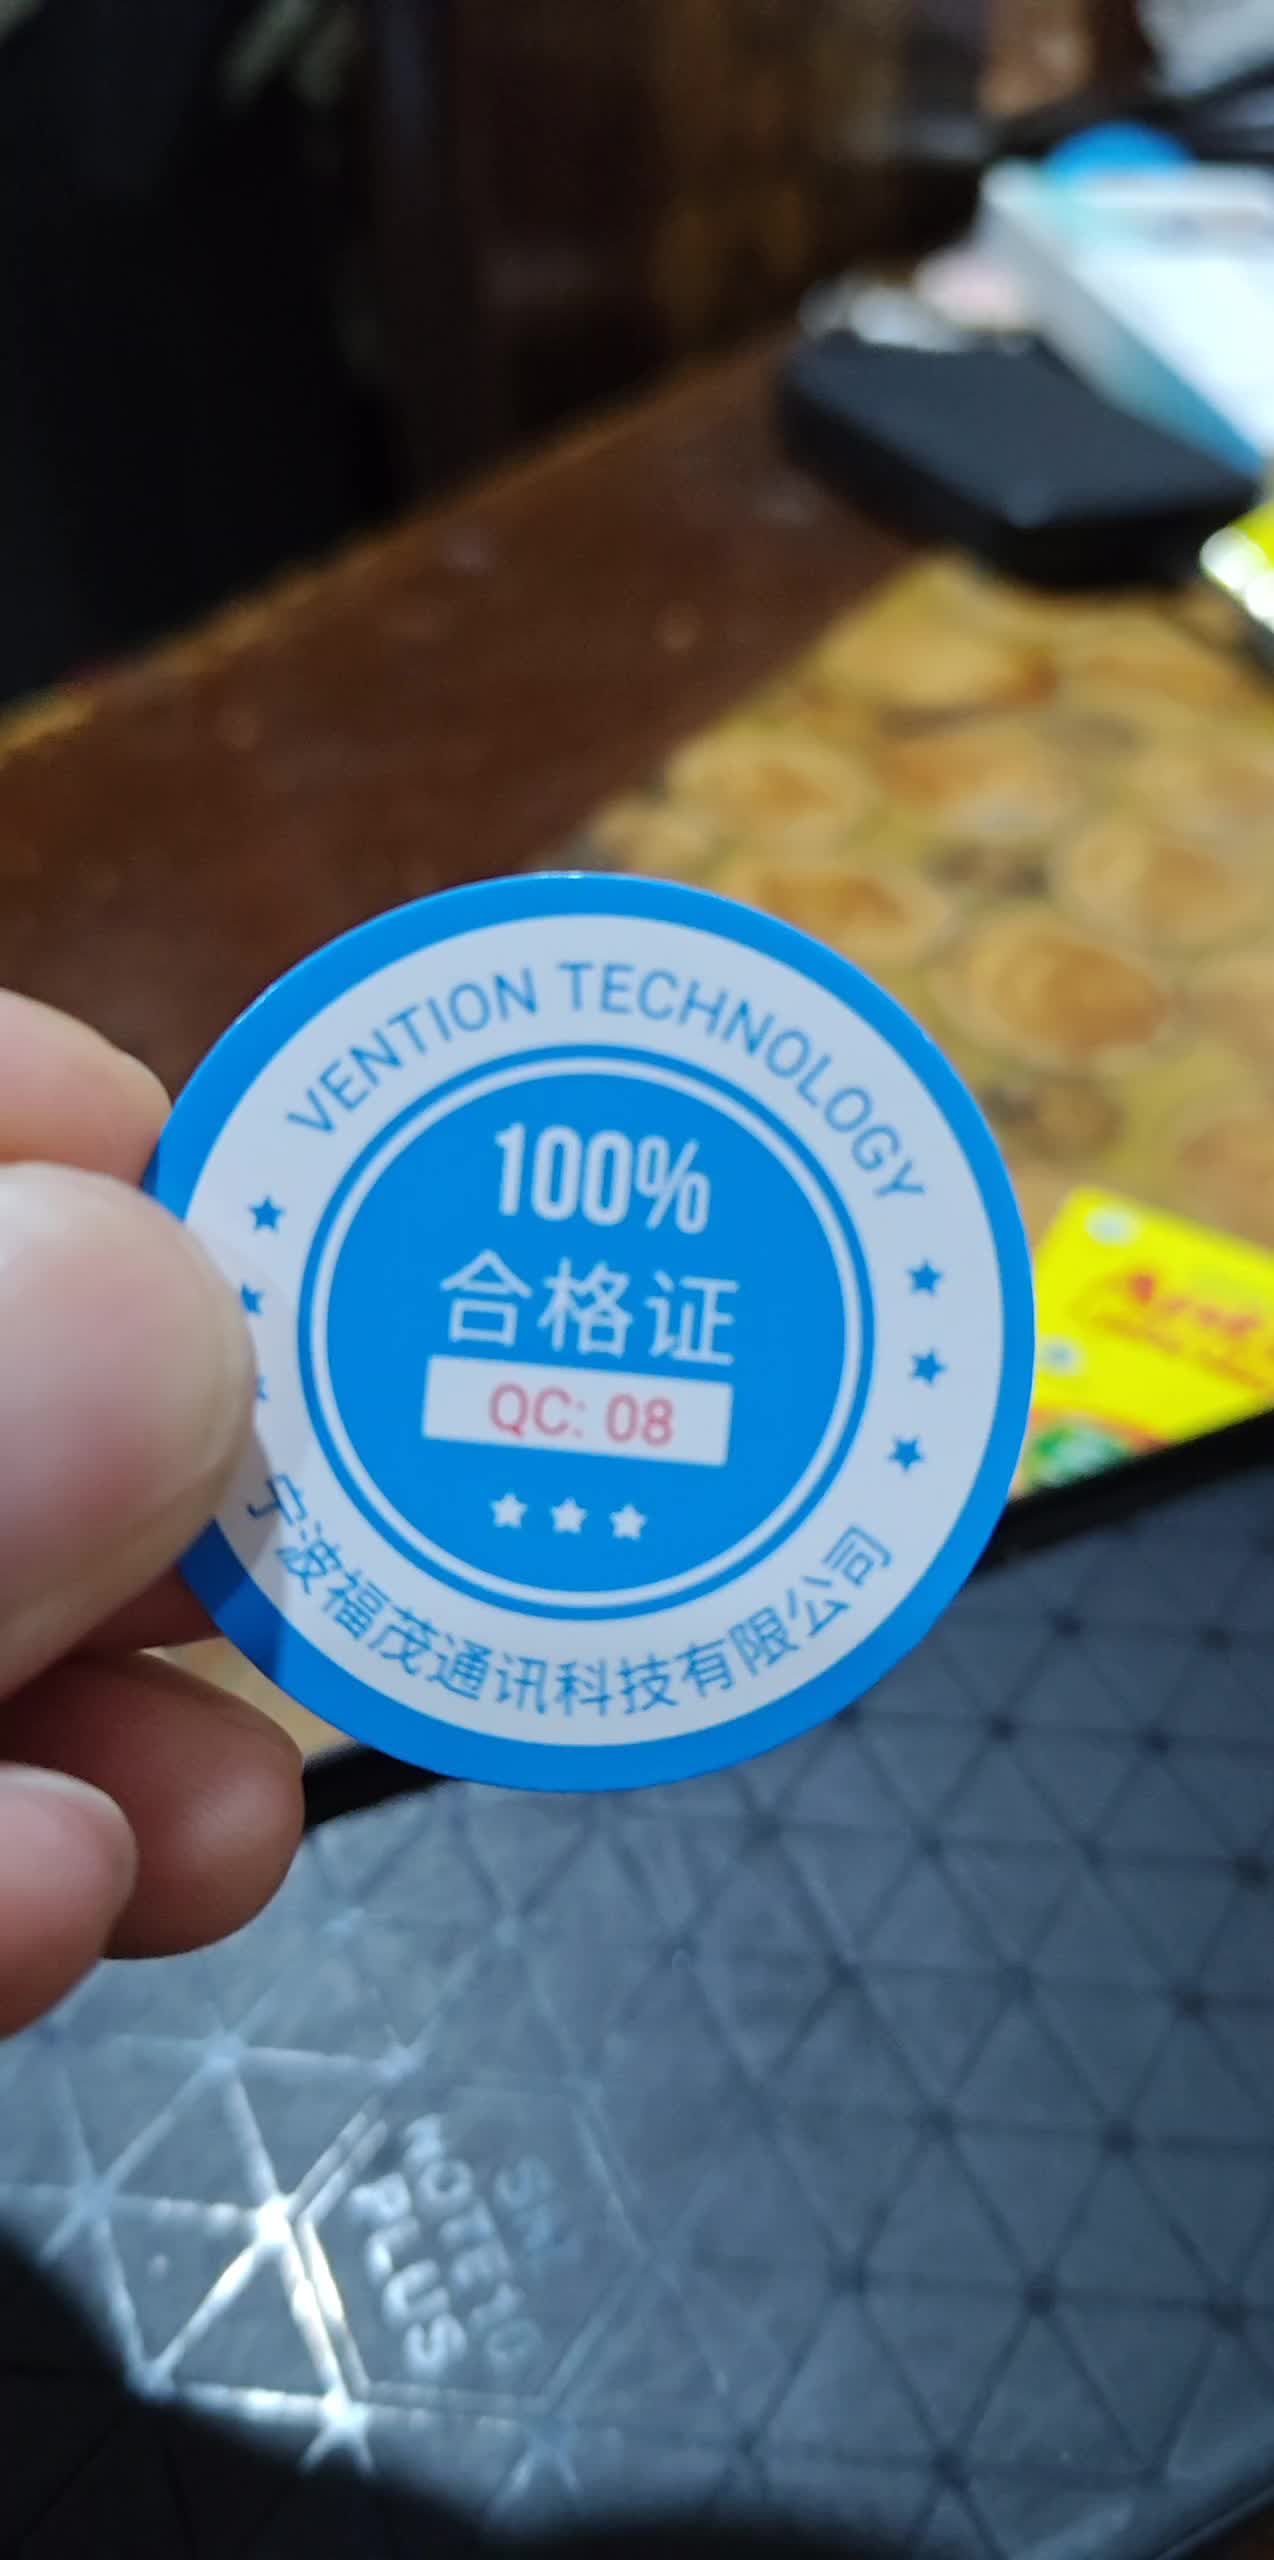 VENTION TECHNOLOGY
100%
合格证
QC: 08
宁波福茂通讯科技有限公司
NOTE10
PLUS